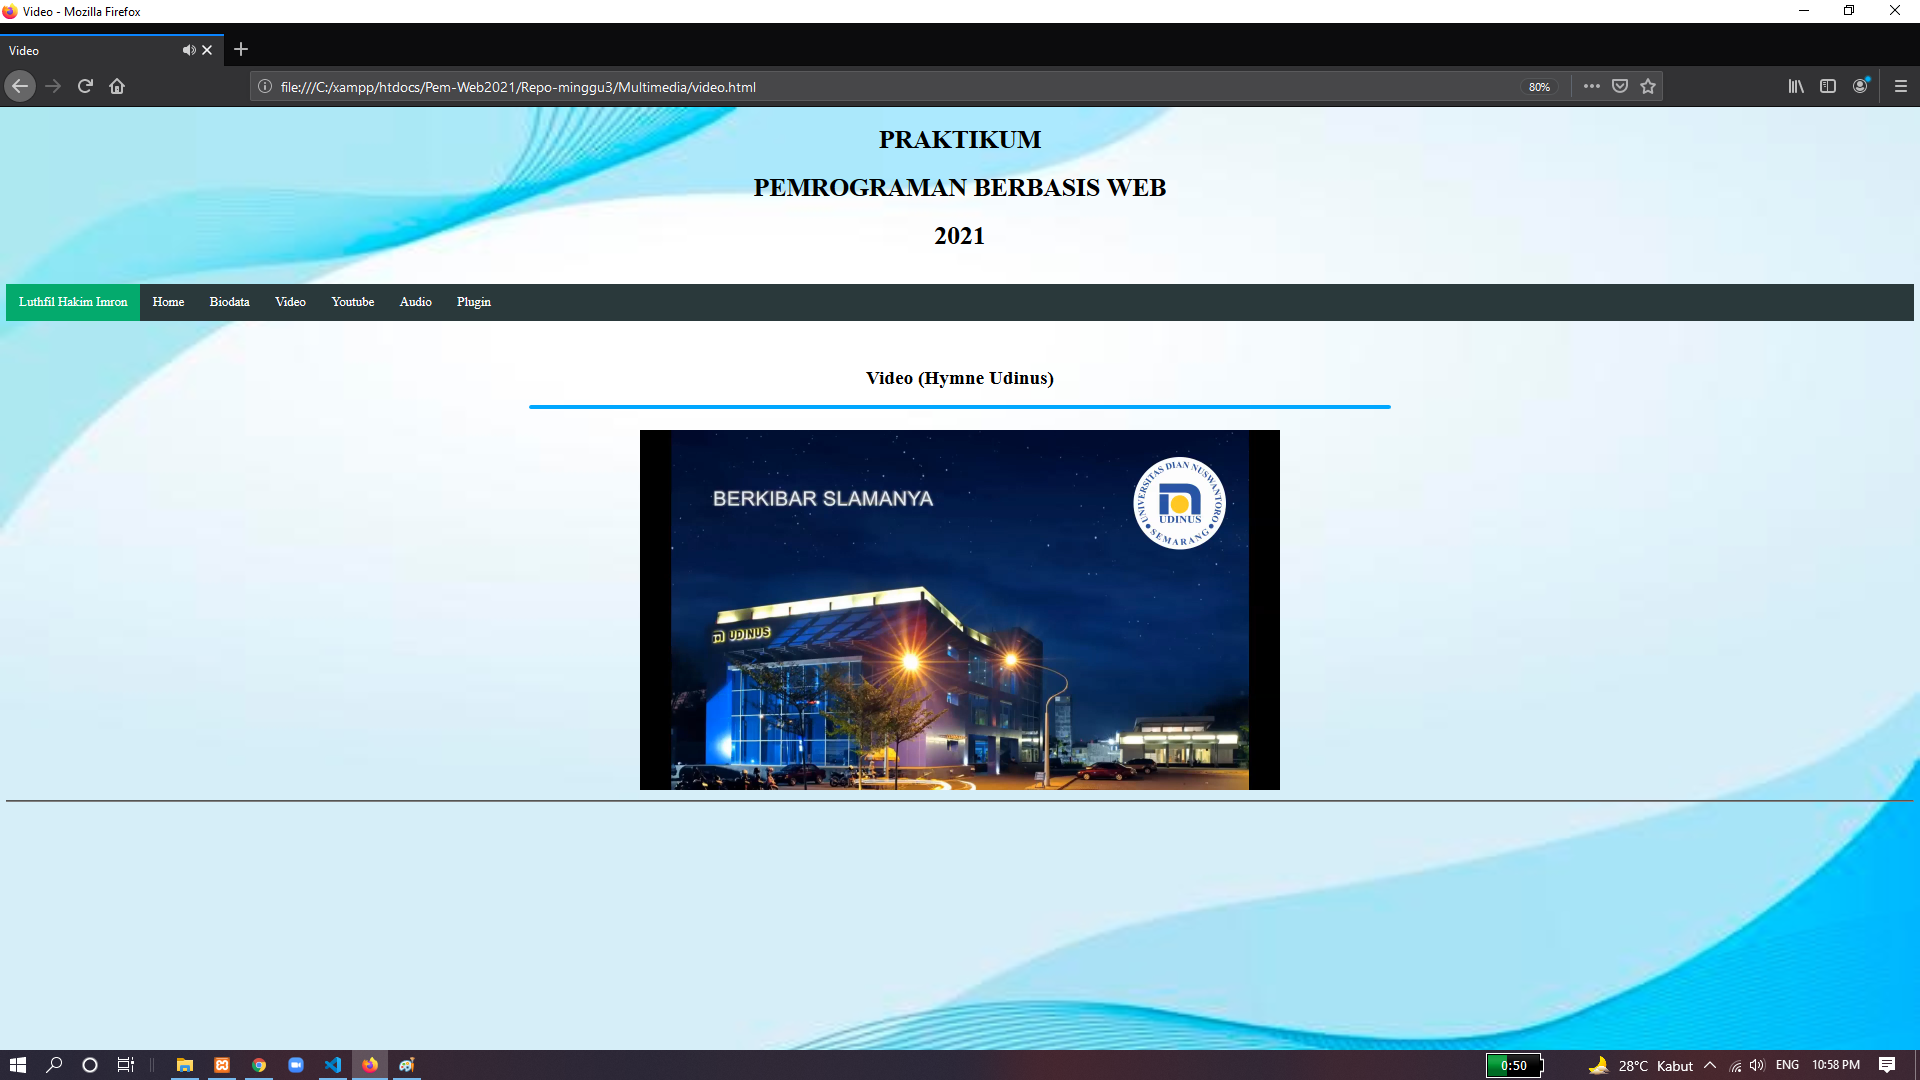 Video - Mozilla Firefox
Video
file:///C:/xampp/htdocs/Pem-Web2021/Repo-minggu3/Multimedia/video.html
80%
PRAKTIKUM
PEMROGRAMAN BERBASIS WEB
2021
Luthfil Hakim Imron Home Biodata Video Youtube Audio Plugin
Video (Hymne Udinus)
BERKIBAR SLAMANYA
UNIVERSITAS DIAN NUSWANTORO
UDINUS
SEMARANG
UDINUS
0:50 28°C Kabut ENG 10:58 PM